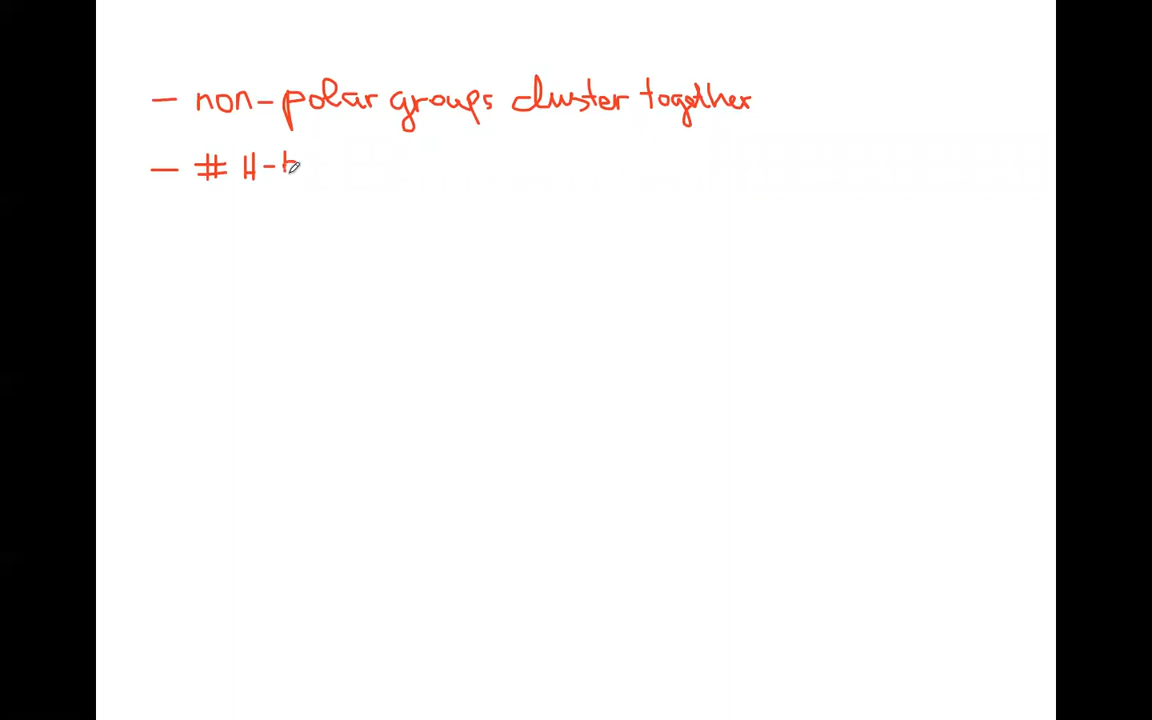 - non-polar groups cluster together
- # H-b